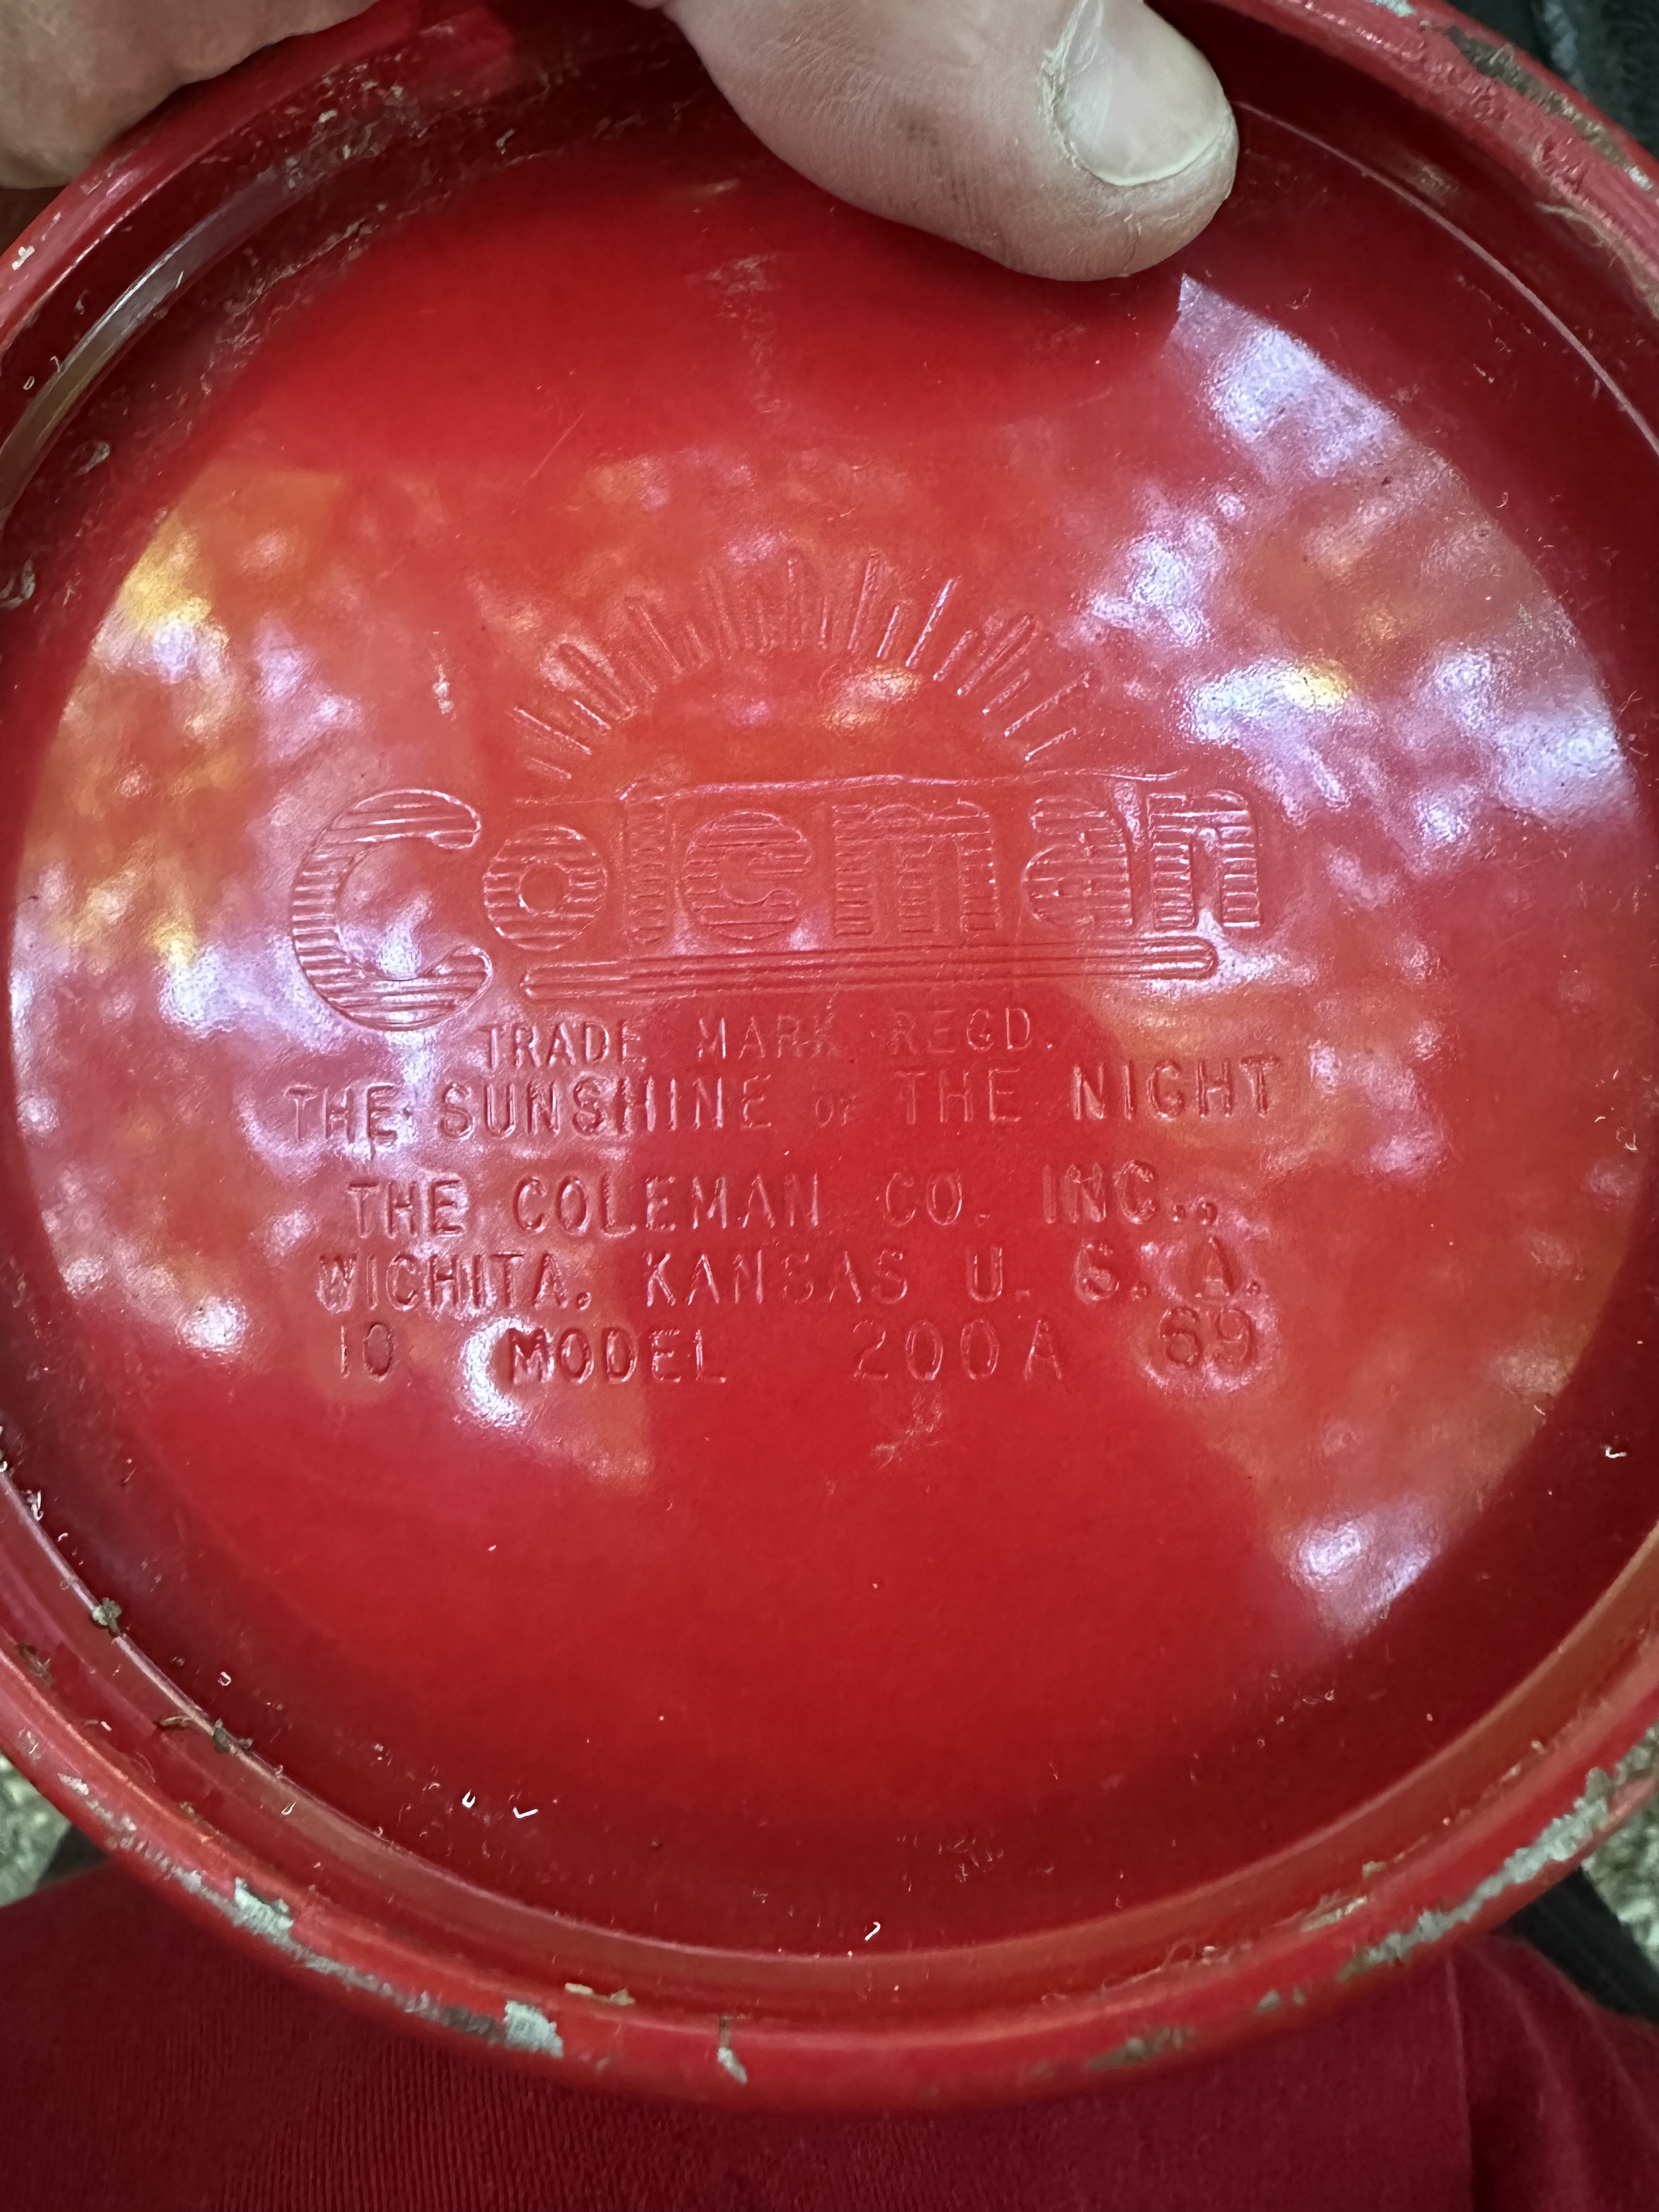 Coleman
TRADE MARK REGD.
THE SUNSHINE OF THE NIGHT
THE COLEMAN CO. INC.,
WICHITA, KANSAS U. S. A.
10 MODEL 200A 69